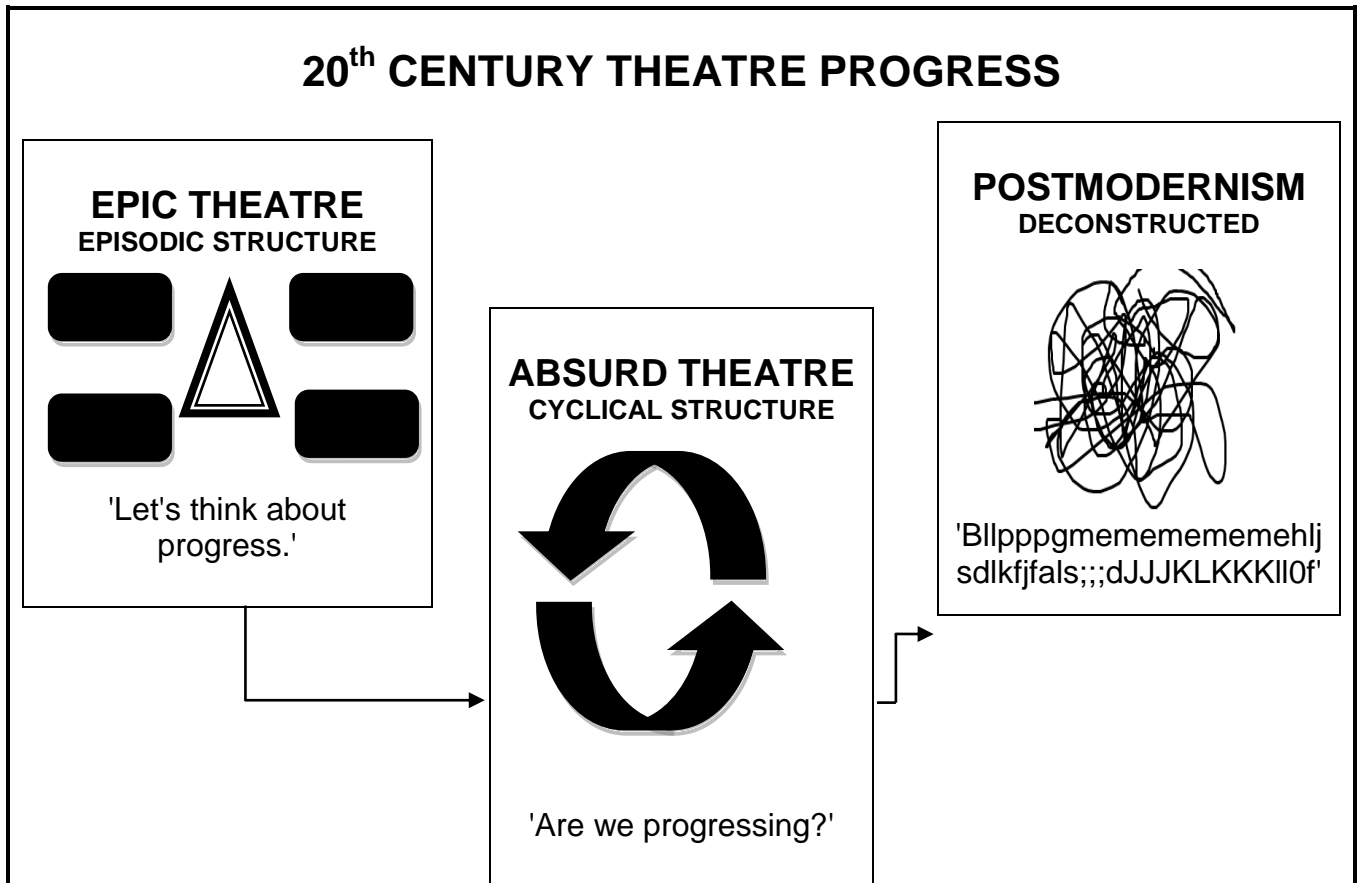 20th CENTURY THEATRE PROGRESS
EPIC THEATRE
EPISODIC STRUCTURE
'Let's think about
progress.'
ABSURD THEATRE
CYCLICAL STRUCTURE
'Are we progressing?'
POSTMODERNISM
DECONSTRUCTED
'Bllpppgmemememememehlj
sdlkfjfals;;;dJJJKLKKKll0f'